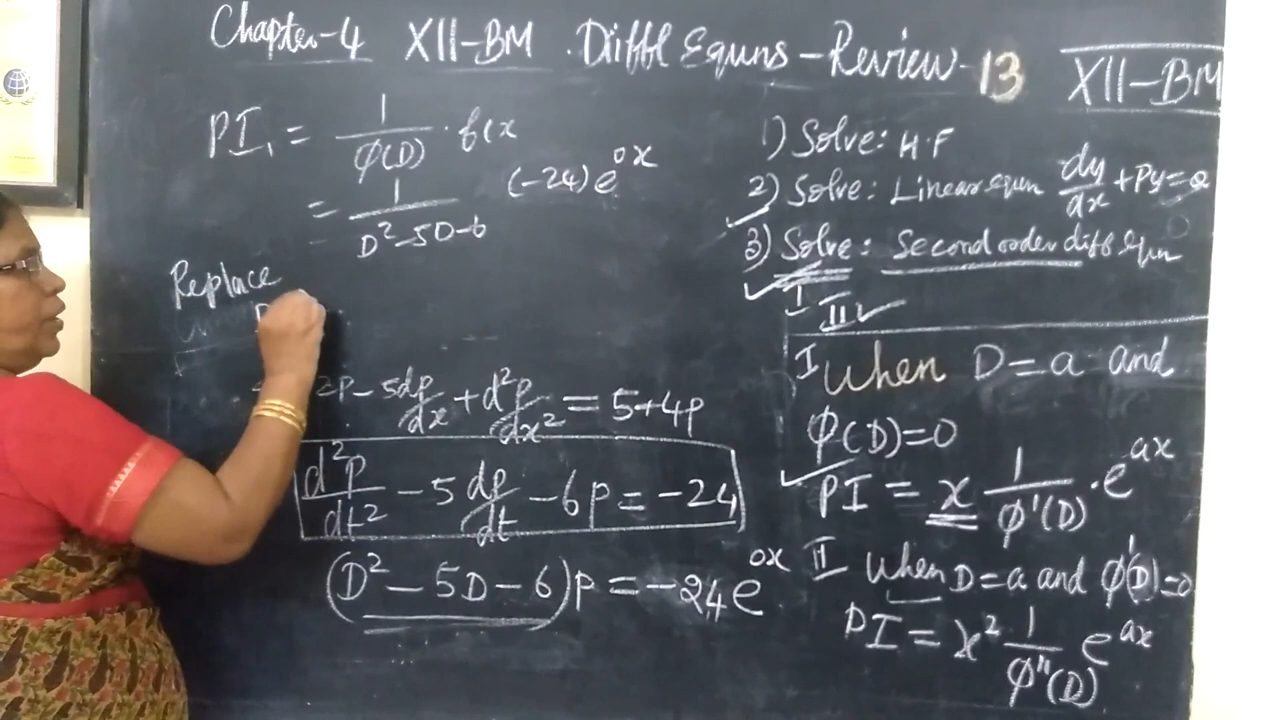 Chapter-4 XII-BM . Diffl Equns - Review - 13 XII-BM
PI₁ = 1/φ(D) · f(x
= 1/(D²-5D-6) (-24) e^{0x}
Replace
D
2p - 5dp/dx + d²p/dx² = 5+4p
d²p/dt² - 5 dp/dt - 6p = -24
(D² - 5D - 6)p = -24e^{0x}
1) Solve: H.F
2) Solve: Linear equn dy/dx + Py = Q
3) Solve: Second order diff equn
I II ✓
I When D = a and
φ(D) = 0
PI = x 1/φ'(D) · e^{ax}
II When D = a and φ'(D) = 0
PI = x² 1/φ''(D) e^{ax}